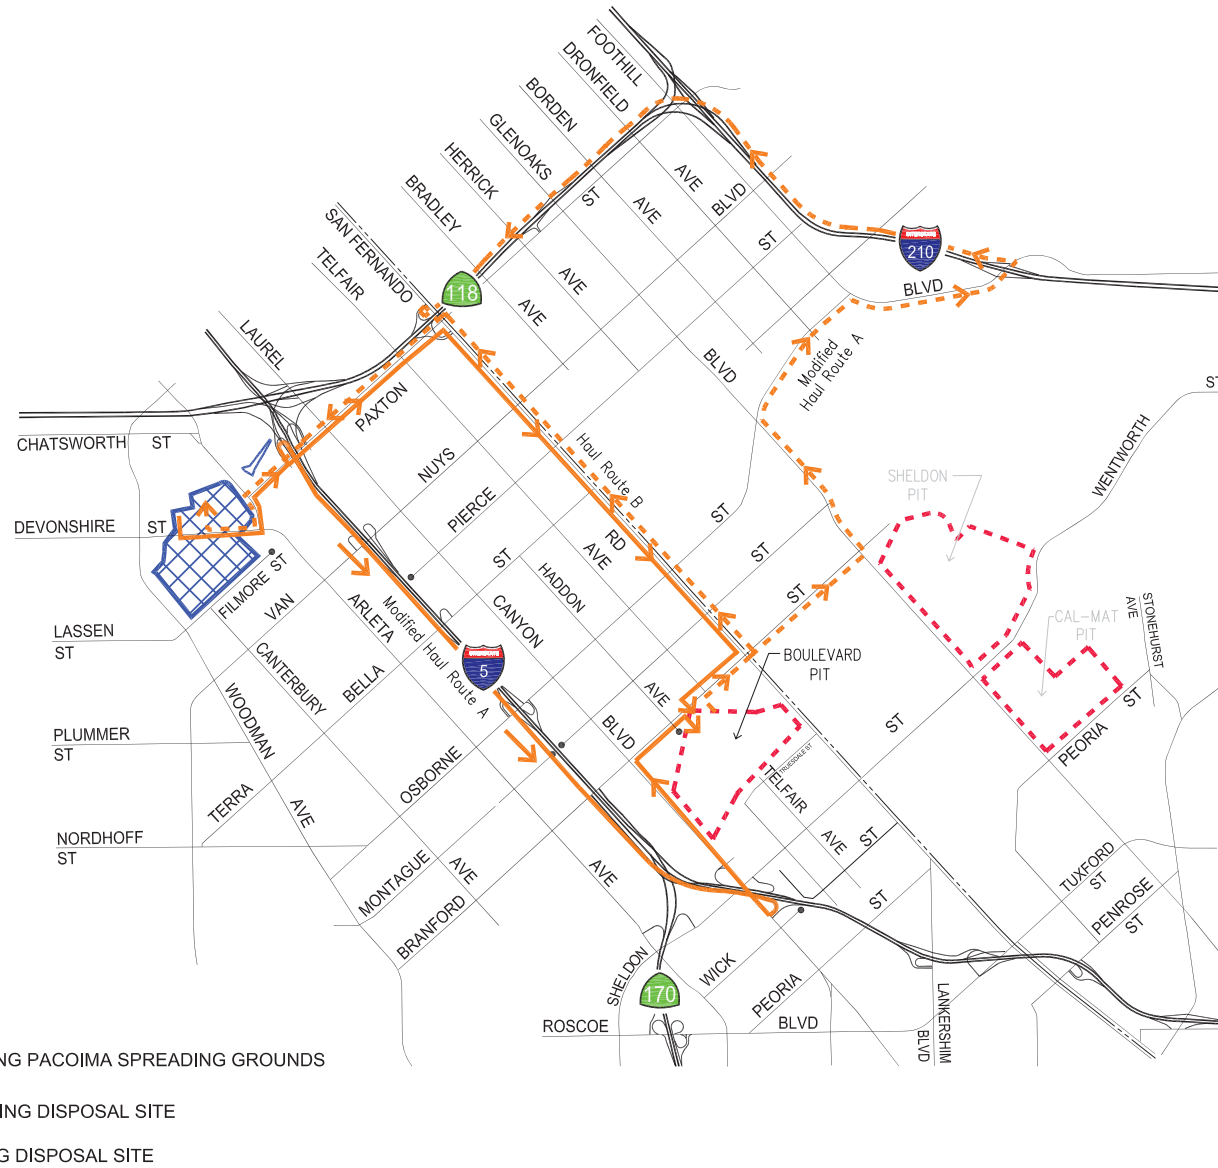 FOOTHILL
DRONFIELD
BORDEN
GLENOAKS
HERRICK
BRADLEY
SAN FERNANDO
TELFAIR
LAUREL
AVE
BLVD
ST
AVE
ST
AVE
AVE
118
210
BLVD
BLVD
Modified
Haul Route A
PAXTON
CHATSWORTH ST
NUYS
Haul Route B
PIERCE
ST
SHELDON
PIT
WENTWORTH
ST
DEVONSHIRE ST
RD
AVE
ST
ST
ST
HADDON
CANYON
FILMORE ST
VAN
ARLETA
Modified Haul Route A
CAL-MAT
PIT
STONEHURST
AVE
LASSEN
ST
CANTERBURY
BELLA
5
BOULEVARD
PIT
WOODMAN
AVE
BLVD
ST
PEORIA
ST
PLUMMER
ST
OSBORNE
TRUESDALE ST
TELFAIR
AVE
ST
TERRA
AVE
NORDHOFF
ST
MONTAGUE
AVE
AVE
BRANFORD
ST
TUXFORD
ST
PENROSE
ST
SHELDON
WICK
PEORIA
170
ROSCOE
BLVD
LANKERSHIM
BLVD
NG PACOIMA SPREADING GROUNDS
ING DISPOSAL SITE
G DISPOSAL SITE